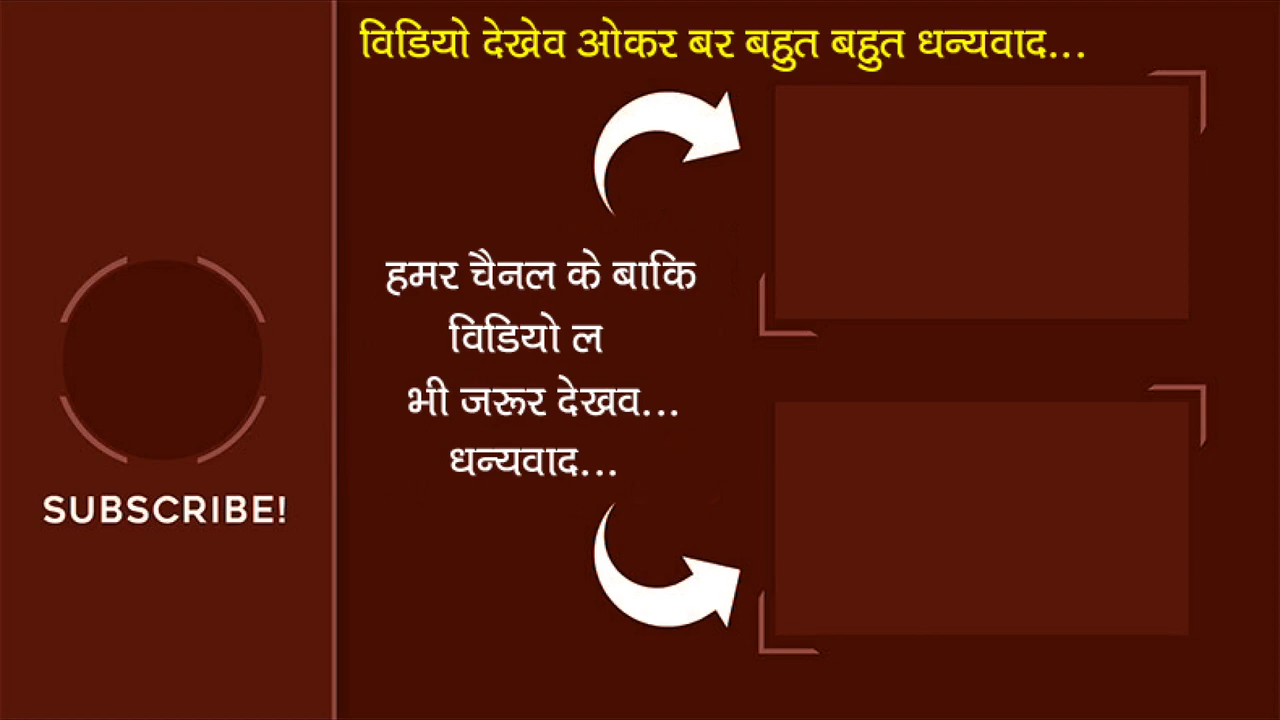 विडियो देखेव ओकर बर बहुत बहुत धन्यवाद...
हमर चैनल के बाकि
विडियो ल
भी जरूर देखव...
धन्यवाद...
SUBSCRIBE!